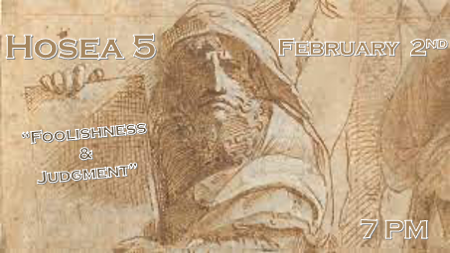 Hosea 5
February 2nd
"Foolishness
&
Judgment"
7 PM